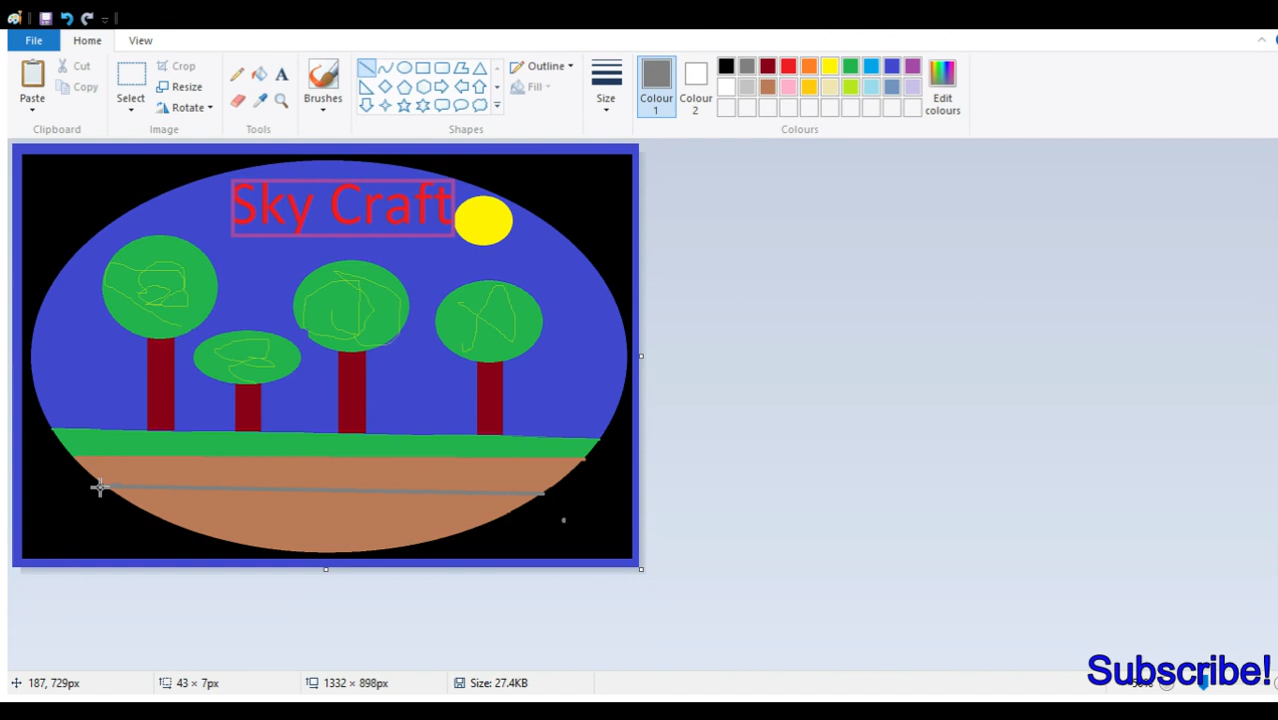 File Home View
Paste Cut Copy
Clipboard
Select Crop Resize Rotate
Image
Tools
Brushes
Shapes
Outline Fill
Size
Colour 1
Colour 2
Edit colours
Colours
Sky Craft
187, 729px 43 × 7px 1332 × 898px Size: 27.4KB
Subscribe!